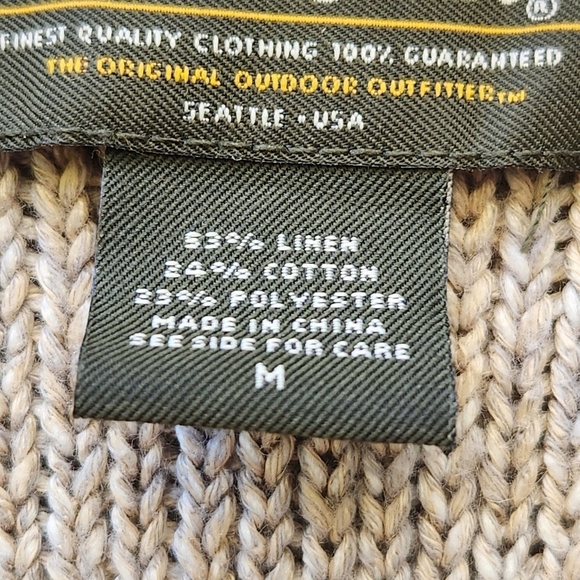 ®
FINEST QUALITY CLOTHING 100% GUARANTEED
THE ORIGINAL OUTDOOR OUTFITTER™
SEATTLE • USA
53% LINEN
24% COTTON
23% POLYESTER
MADE IN CHINA
SEE SIDE FOR CARE
M